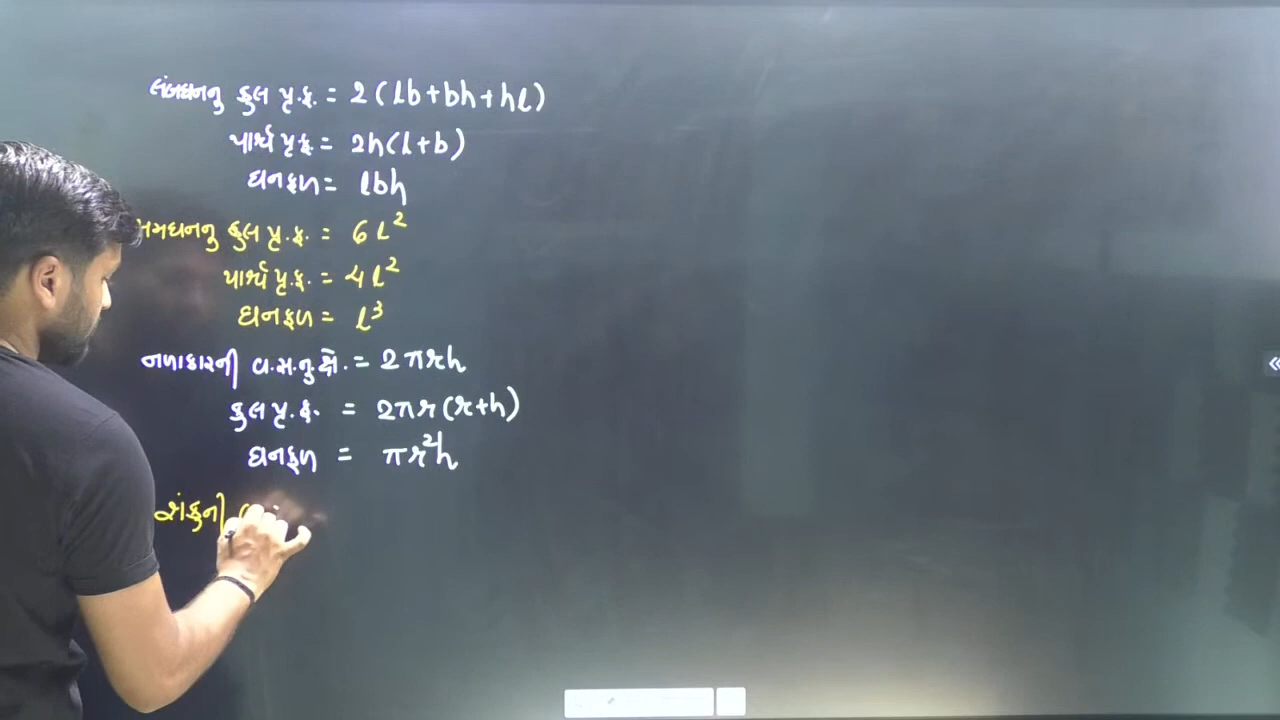 લંબઘનનુ કુલ પૃ.ફ. = 2(lb+bh+hl)
પાર્શ્વ પૃ.ફ. = 2h(l+b)
ઘનફળ = lbh
સમઘનનુ કુલ પૃ.ફ. = 6l²
પાર્શ્વ પૃ.ફ. = 4l²
ઘનફળ = l³
નળાકારની વ.સ.નુ ક્ષે. = 2πrh
કુલ પૃ.ફ. = 2πr(r+h)
ઘનફળ = πr²h
શંકુની